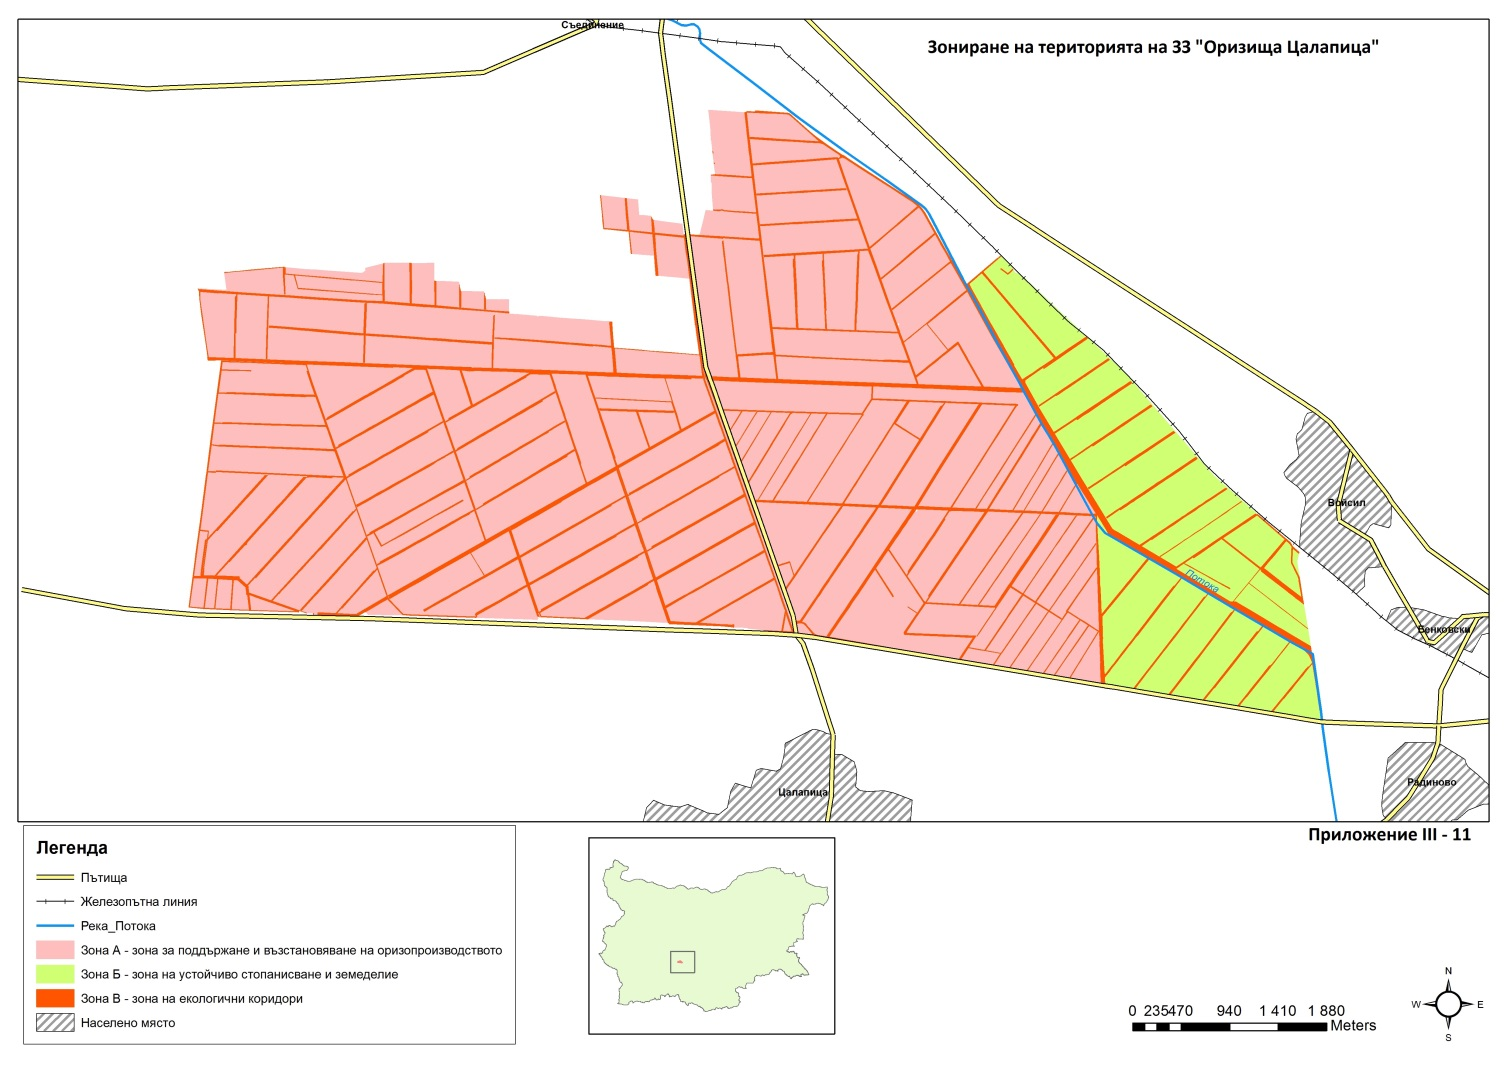 Съединение
Зониране на територията на ЗЗ "Оризища Цалапица"
Войсил
Потока
Бенковски
Радиново
Цалапица
Приложение III - 11
Легенда
Пътища
Железопътна линия
Река_Потока
Зона А - зона за поддържане и възстановяване на оризопроизводството
Зона Б - зона на устойчиво стопанисване и земеделие
Зона В - зона на екологични коридори
Населено място
0 235470 940 1 410 1 880
Meters
N
W E
S